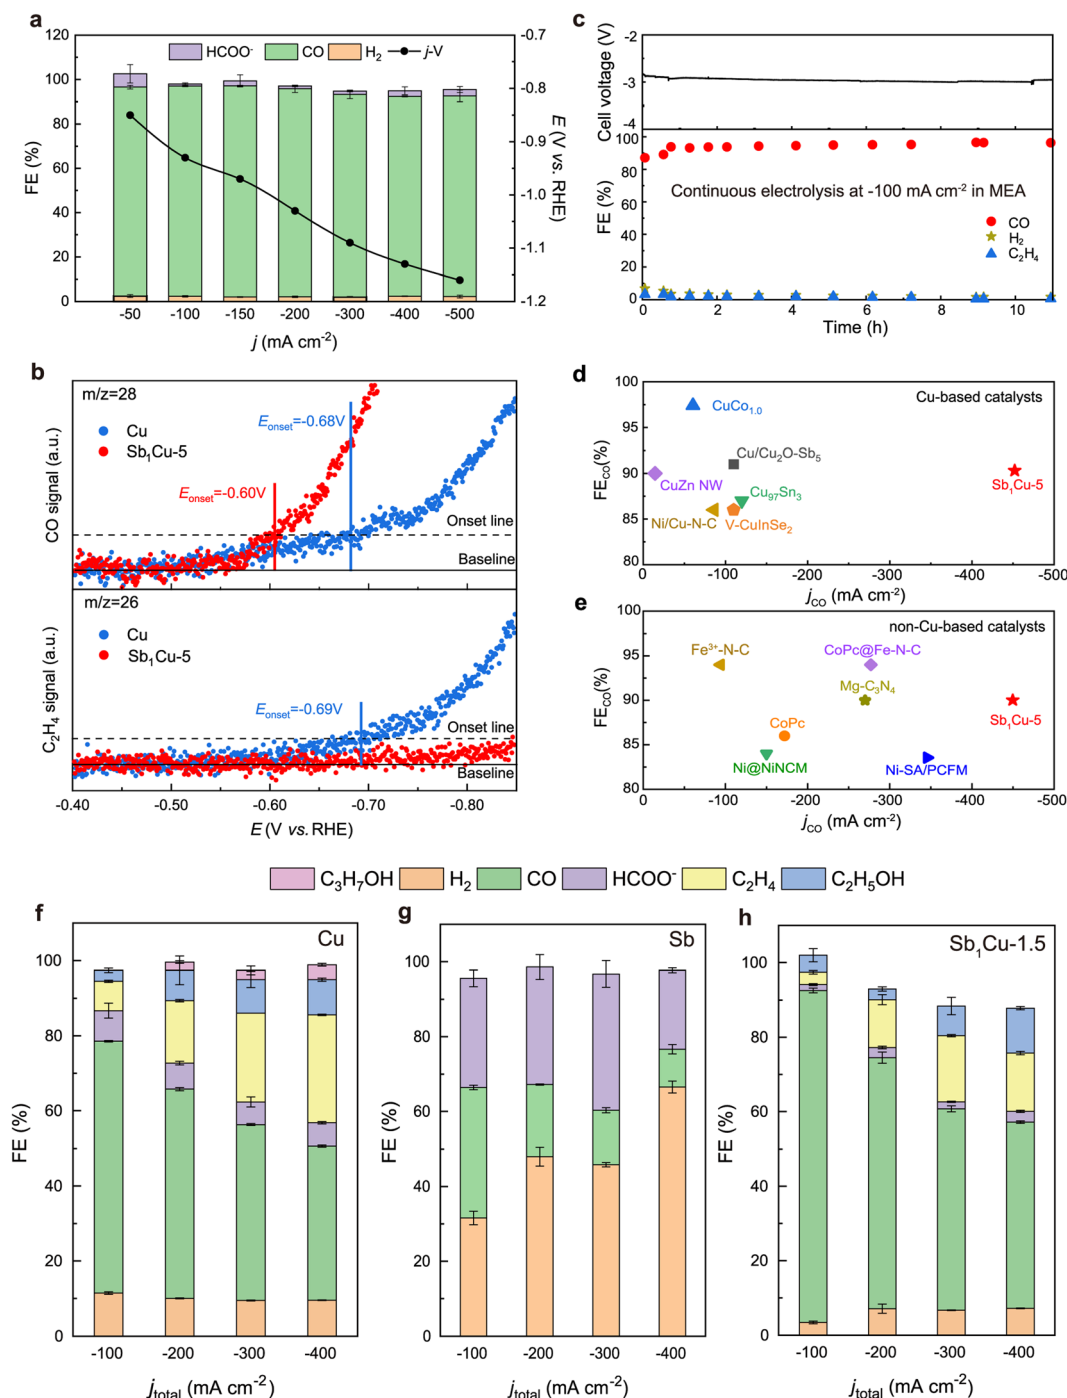 a
FE (%)
120
100
80
60
40
20
0
HCOO⁻ CO H₂ j-V
-0.7
-0.8
-0.9
-1.0
-1.1
-1.2
E (V vs. RHE)
-50 -100 -150 -200 -300 -400 -500
j (mA cm⁻²)
c
Cell voltage (V)
-2
-3
-4
FE (%)
100
80
60
40
20
0
Continuous electrolysis at -100 mA cm⁻² in MEA
CO
H₂
C₂H₄
0 2 4 6 8 10
Time (h)
b
m/z=28
Cu
Sb₁Cu-5
CO signal (a.u.)
Eonset=-0.68V
Eonset=-0.60V
Onset line
Baseline
m/z=26
Cu
Sb₁Cu-5
C₂H₄ signal (a.u.)
Eonset=-0.69V
Onset line
Baseline
-0.40 -0.50 -0.60 -0.70 -0.80
E (V vs. RHE)
d
FECO(%)
100
95
90
85
80
Cu-based catalysts
CuCo₁.₀
Cu/Cu₂O-Sb₅
CuZn NW
Cu₉₇Sn₃
Sb₁Cu-5
Ni/Cu-N-C
V-CuInSe₂
0 -100 -200 -300 -400 -500
jCO (mA cm⁻²)
e
FECO(%)
100
95
90
85
80
non-Cu-based catalysts
Fe³⁺-N-C
CoPc@Fe-N-C
Mg-C₃N₄
CoPc
Sb₁Cu-5
Ni@NiNCM
Ni-SA/PCFM
0 -100 -200 -300 -400 -500
jCO (mA cm⁻²)
C₃H₇OH H₂ CO HCOO⁻ C₂H₄ C₂H₅OH
f
Cu
FE (%)
100
80
60
40
20
0
-100 -200 -300 -400
jtotal (mA cm⁻²)
g
Sb
FE (%)
100
80
60
40
20
0
-100 -200 -300 -400
jtotal (mA cm⁻²)
h
Sb₁Cu-1.5
FE (%)
100
80
60
40
20
0
-100 -200 -300 -400
jtotal (mA cm⁻²)